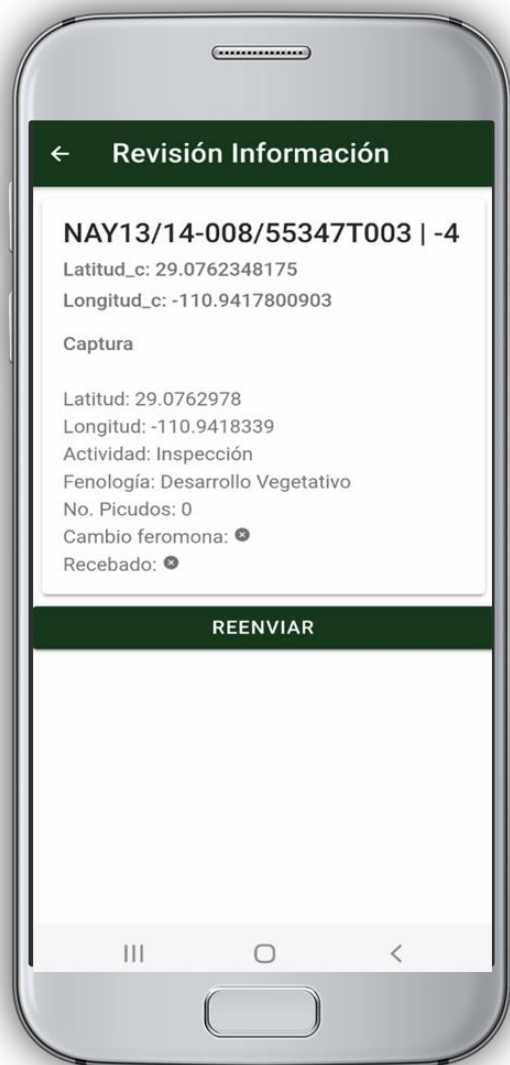 Revisión Información
NAY13/14-008/55347T003 | -4
Latitud_c: 29.0762348175
Longitud_c: -110.9417800903
Captura
Latitud: 29.0762978
Longitud: -110.9418339
Actividad: Inspección
Fenología: Desarrollo Vegetativo
No. Picudos: 0
Cambio feromona:
Recebado:
REENVIAR